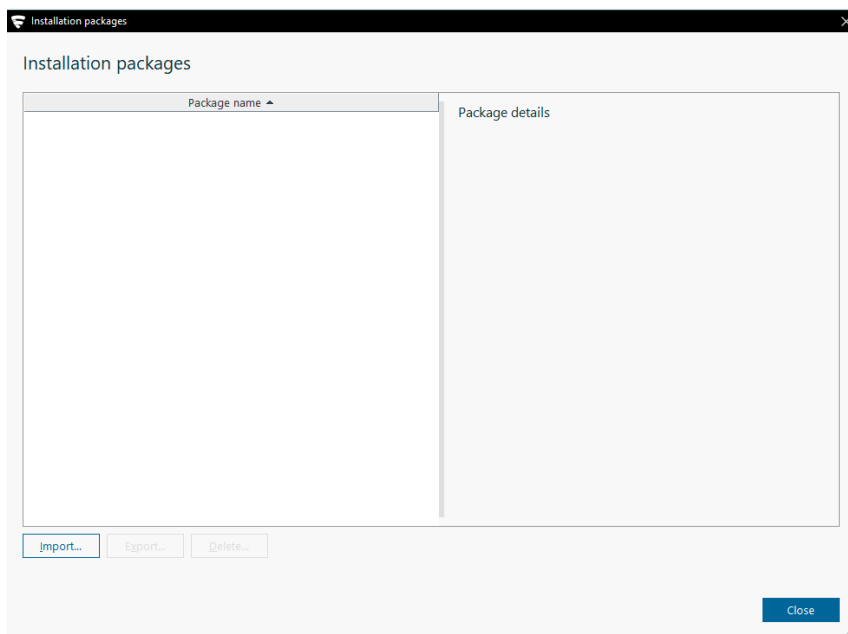 Installation packages
Installation packages
Package name
Package details
Import...
Export...
Delete...
Close